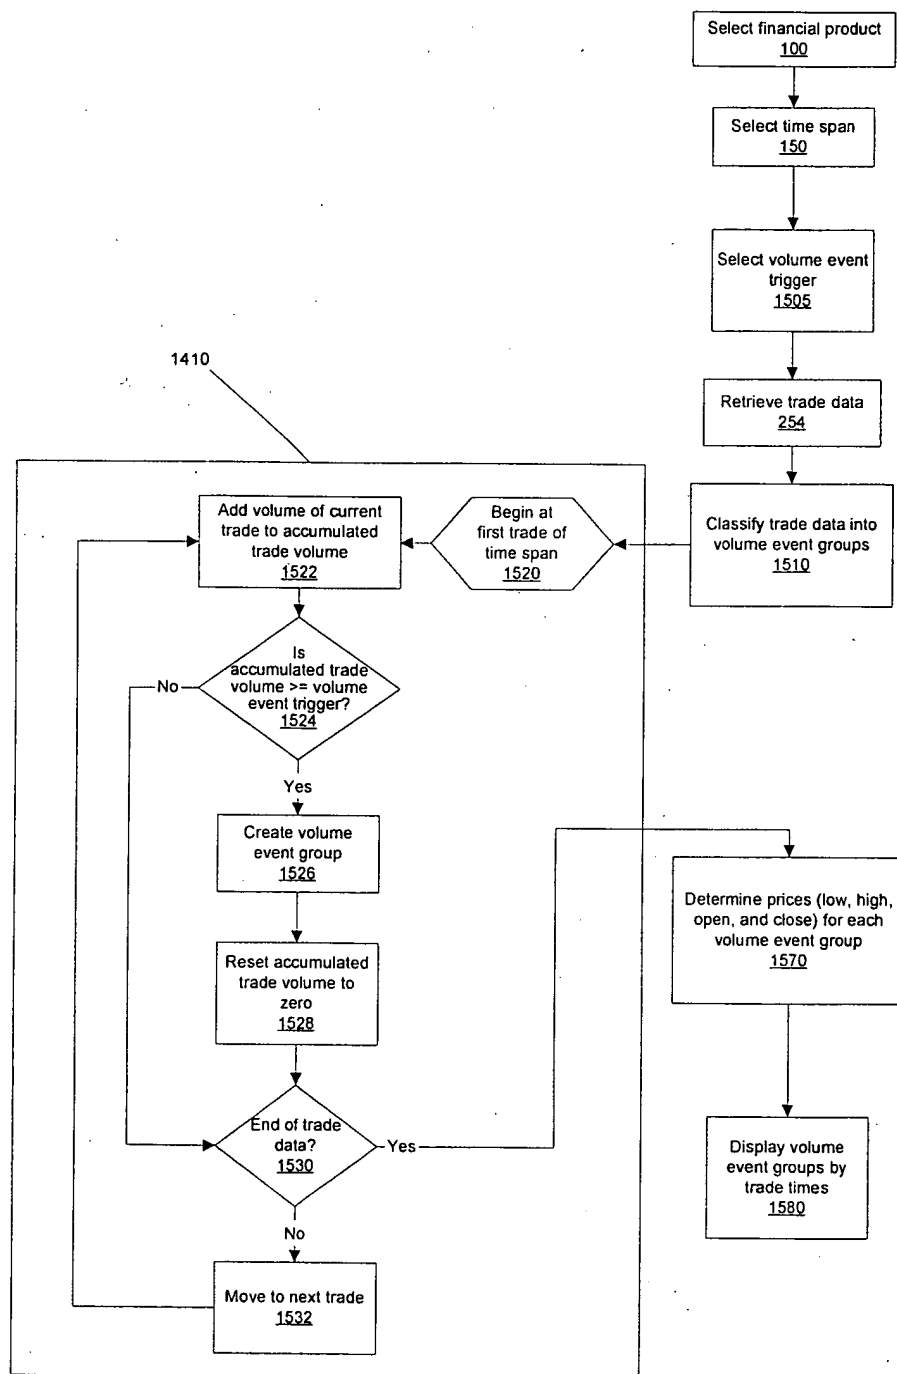 Select financial product
100
Select time span
150
Select volume event
trigger
1505
Retrieve trade data
254
Classify trade data into
volume event groups
1510
1410
Begin at
first trade of
time span
1520
Add volume of current
trade to accumulated
trade volume
1522
Is
accumulated trade
volume >= volume
event trigger?
1524
No
Yes
Create volume
event group
1526
Reset accumulated
trade volume to
zero
1528
End of trade
data?
1530
Yes
No
Move to next trade
1532
Determine prices (low, high,
open, and close) for each
volume event group
1570
Display volume
event groups by
trade times
1580